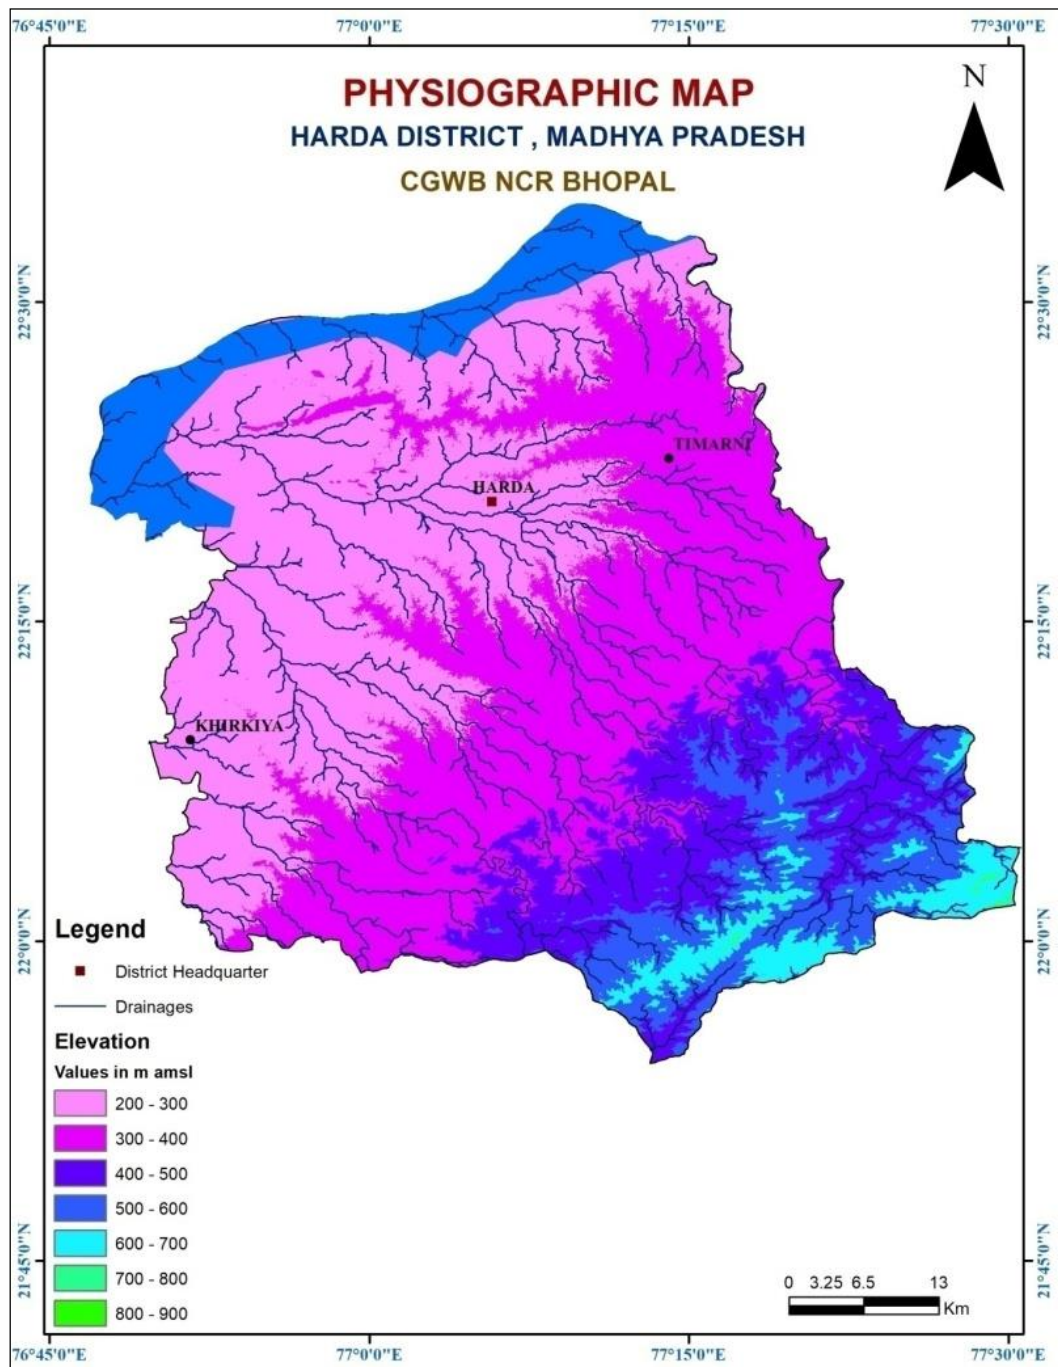 76°45'0"E 77°0'0"E 77°15'0"E 77°30'0"E
N
PHYSIOGRAPHIC MAP
HARDA DISTRICT , MADHYA PRADESH
CGWB NCR BHOPAL
22°30'0"N 22°30'0"N
TIMARNI
HARDA
22°15'0"N 22°15'0"N
KHIRKIYA
22°0'0"N 22°0'0"N
Legend
District Headquarter
Drainages
Elevation
Values in m amsl
200 - 300
300 - 400
400 - 500
500 - 600
600 - 700
700 - 800
800 - 900
21°45'0"N 21°45'0"N
0 3.25 6.5 13
Km
76°45'0"E 77°0'0"E 77°15'0"E 77°30'0"E